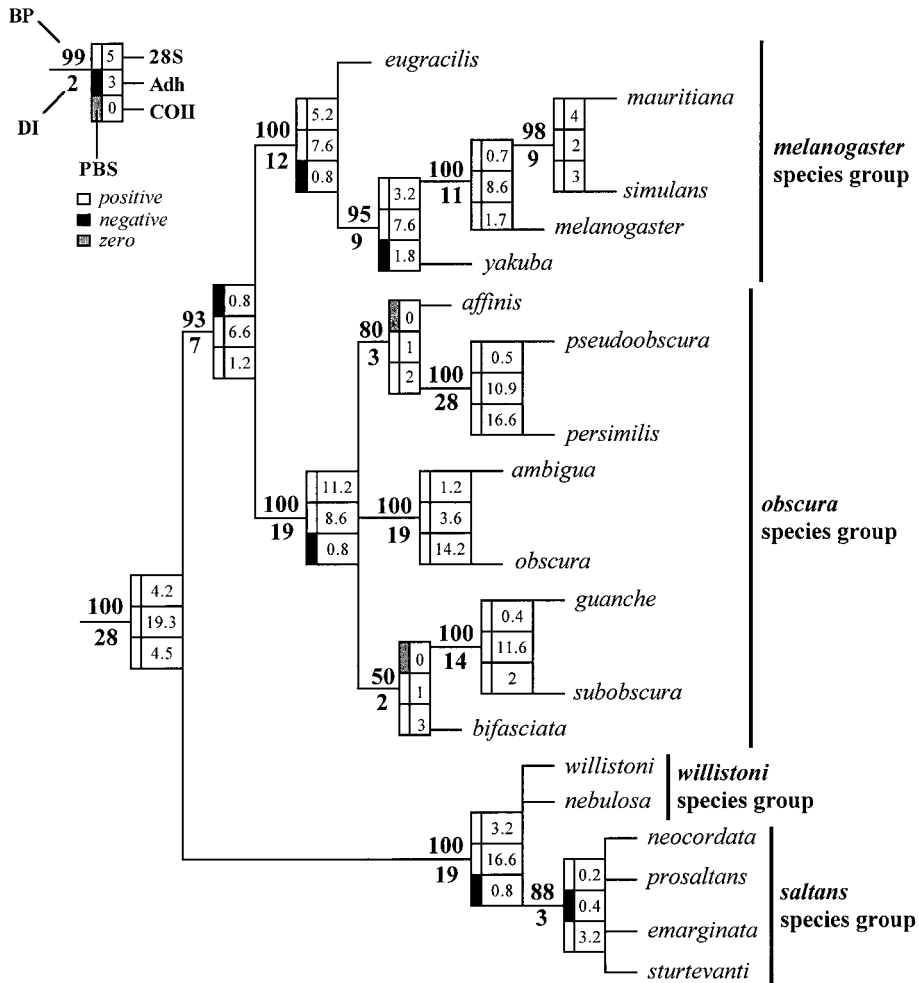 BP
99
5
28S
2
3
Adh
0
COII
DI
PBS
positive
negative
zero
eugracilis
100
12
5.2
7.6
0.8
95
9
3.2
7.6
1.8
100
11
0.7
8.6
1.7
98
9
4
2
3
mauritiana
simulans
melanogaster
yakuba
melanogaster
species group
93
7
0.8
6.6
1.2
affinis
80
3
0
1
2
100
28
0.5
10.9
16.6
pseudoobscura
persimilis
100
19
11.2
8.6
0.8
ambigua
100
19
1.2
3.6
14.2
obscura
obscura
species group
guanche
100
14
0.4
11.6
2
subobscura
50
2
0
1
3
bifasciata
100
28
4.2
19.3
4.5
willistoni
nebulosa
willistoni
species group
100
19
3.2
16.6
0.8
88
3
0.2
0.4
3.2
neocordata
prosaltans
emarginata
sturtevanti
saltans
species group